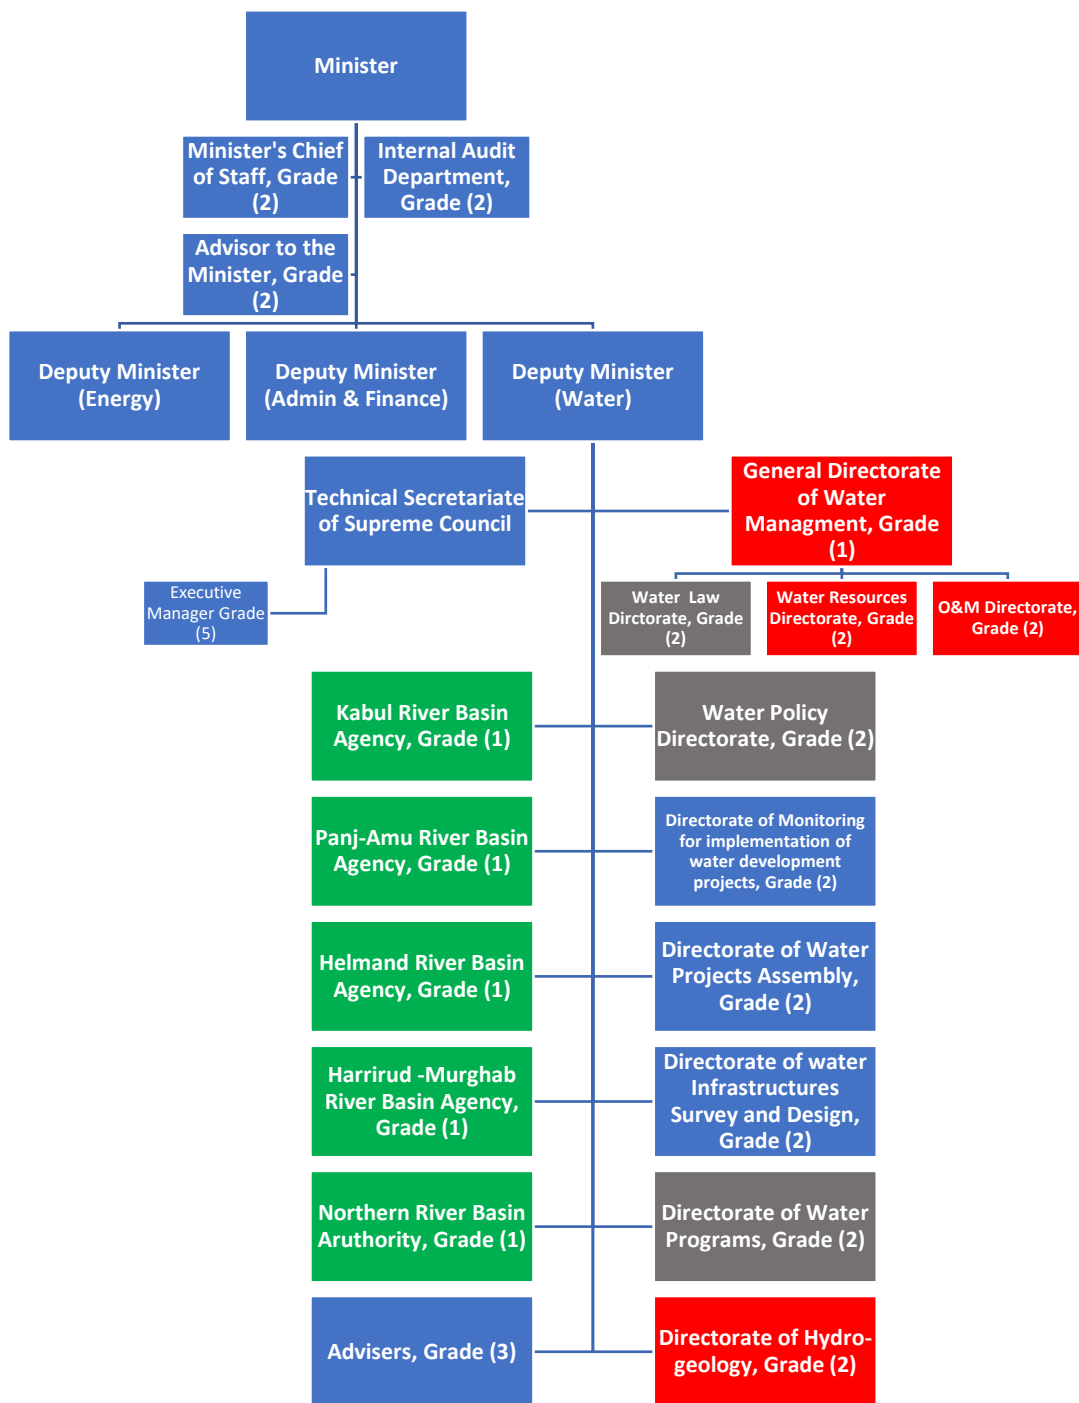 Minister
Minister's Chief
of Staff, Grade
(2)
Internal Audit
Department,
Grade (2)
Advisor to the
Minister, Grade
(2)
Deputy Minister
(Energy)
Deputy Minister
(Admin & Finance)
Deputy Minister
(Water)
Technical Secretariate
of Supreme Council
General Directorate
of Water
Managment, Grade
(1)
Executive
Manager Grade
(5)
Water  Law
Dirctorate, Grade
(2)
Water Resources
Directorate, Grade
(2)
O&M Directorate,
Grade (2)
Kabul River Basin
Agency, Grade (1)
Water Policy
Directorate, Grade (2)
Panj-Amu River Basin
Agency, Grade (1)
Directorate of Monitoring
for implementation of
water development
projects, Grade (2)
Helmand River Basin
Agency, Grade (1)
Directorate of Water
Projects Assembly,
Grade (2)
Harrirud -Murghab
River Basin Agency,
Grade (1)
Directorate of water
Infrastructures
Survey and Design,
Grade (2)
Northern River Basin
Aruthority, Grade (1)
Directorate of Water
Programs, Grade (2)
Advisers, Grade (3)
Directorate of Hydro-
geology, Grade (2)